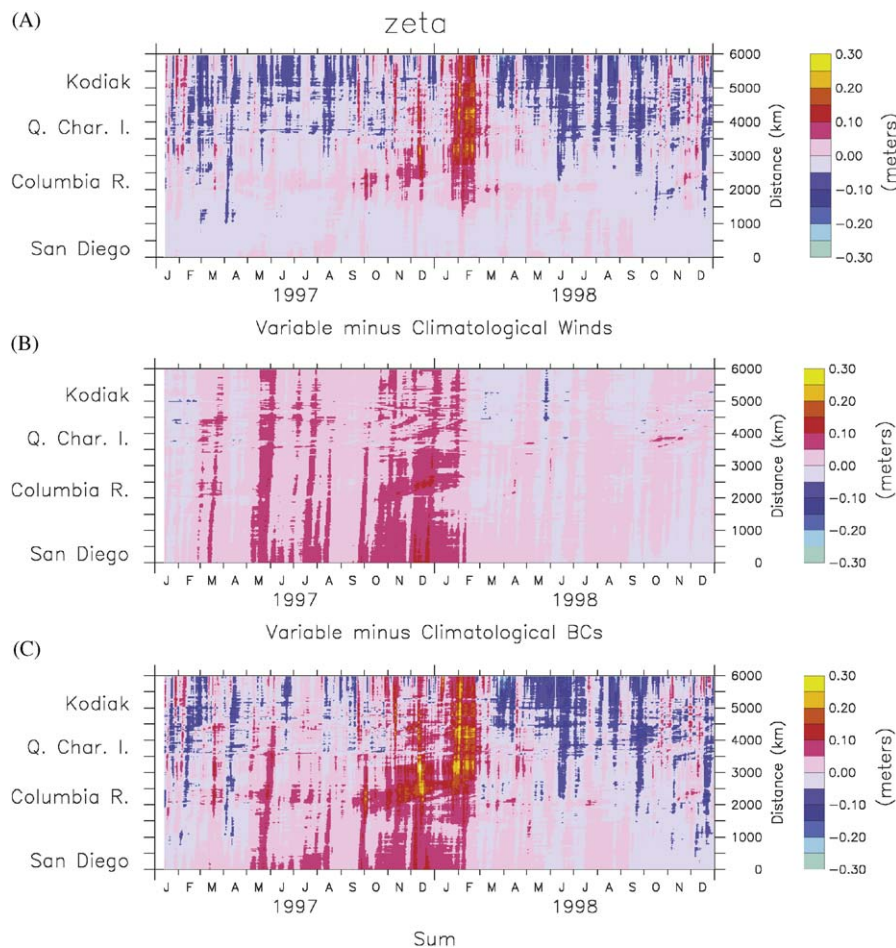 (A)
zeta
6000
5000
4000
3000
2000
1000
0
Kodiak
Q. Char. I.
Columbia R.
San Diego
Distance (km)
0.30
0.20
0.10
0.00
−0.10
−0.20
−0.30
(meters)
J F M A M J J A S O N D J F M A M J J A S O N D
1997 1998
Variable minus Climatological Winds
(B)
6000
5000
4000
3000
2000
1000
0
Kodiak
Q. Char. I.
Columbia R.
San Diego
Distance (km)
0.30
0.20
0.10
0.00
−0.10
−0.20
−0.30
(meters)
J F M A M J J A S O N D J F M A M J J A S O N D
1997 1998
Variable minus Climatological BCs
(C)
6000
5000
4000
3000
2000
1000
0
Kodiak
Q. Char. I.
Columbia R.
San Diego
Distance (km)
0.30
0.20
0.10
0.00
−0.10
−0.20
−0.30
(meters)
J F M A M J J A S O N D J F M A M J J A S O N D
1997 1998
Sum